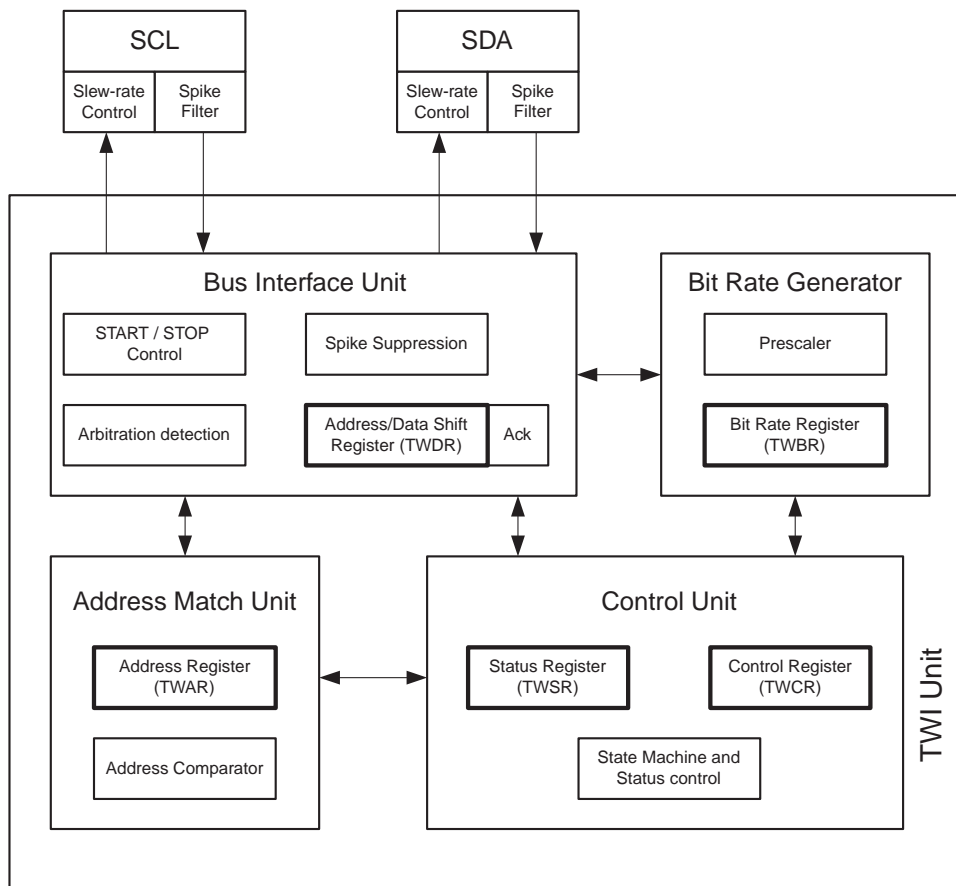 SCL
Slew-rate
Control
Spike
Filter
SDA
Slew-rate
Control
Spike
Filter
Bus Interface Unit
START / STOP
Control
Spike Suppression
Arbitration detection
Address/Data Shift
Register (TWDR)
Ack
Bit Rate Generator
Prescaler
Bit Rate Register
(TWBR)
Address Match Unit
Address Register
(TWAR)
Address Comparator
Control Unit
Status Register
(TWSR)
Control Register
(TWCR)
State Machine and
Status control
TWI Unit